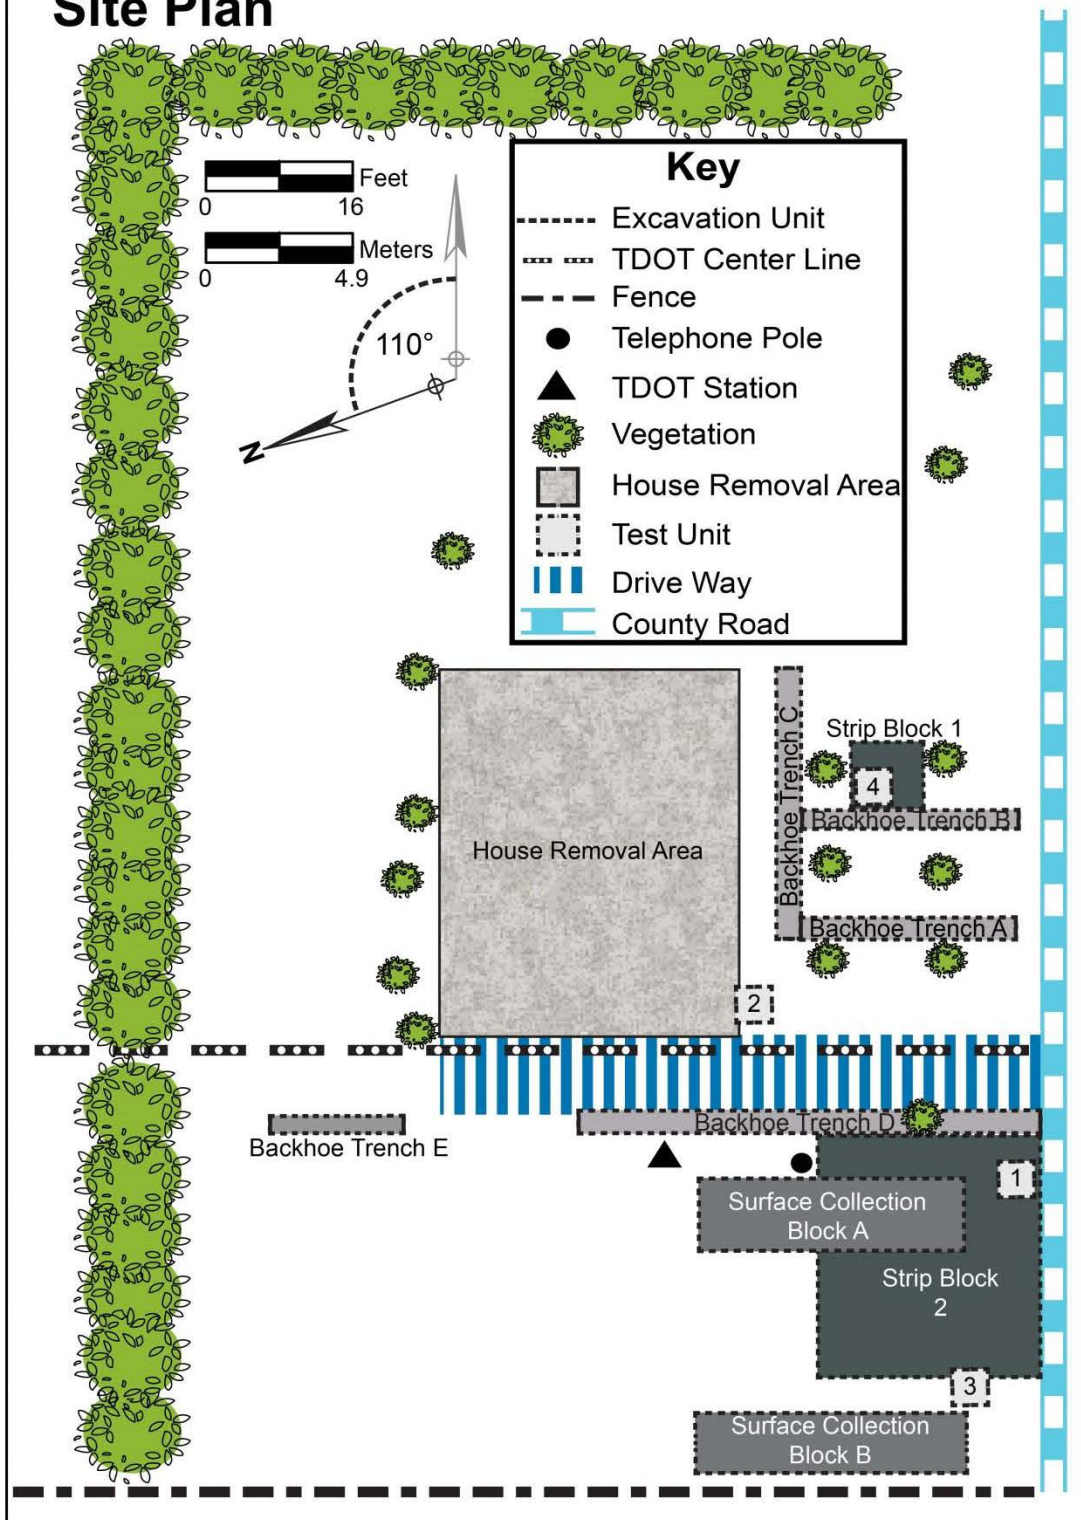 Site Plan
Feet
0 16
Meters
0 4.9
110°
N
Key
Excavation Unit
TDOT Center Line
Fence
Telephone Pole
TDOT Station
Vegetation
House Removal Area
Test Unit
Drive Way
County Road
Strip Block 1
4
Backhoe Trench C
Backhoe Trench B
House Removal Area
Backhoe Trench A
2
Backhoe Trench D
Backhoe Trench E
1
Surface Collection
Block A
Strip Block
2
3
Surface Collection
Block B